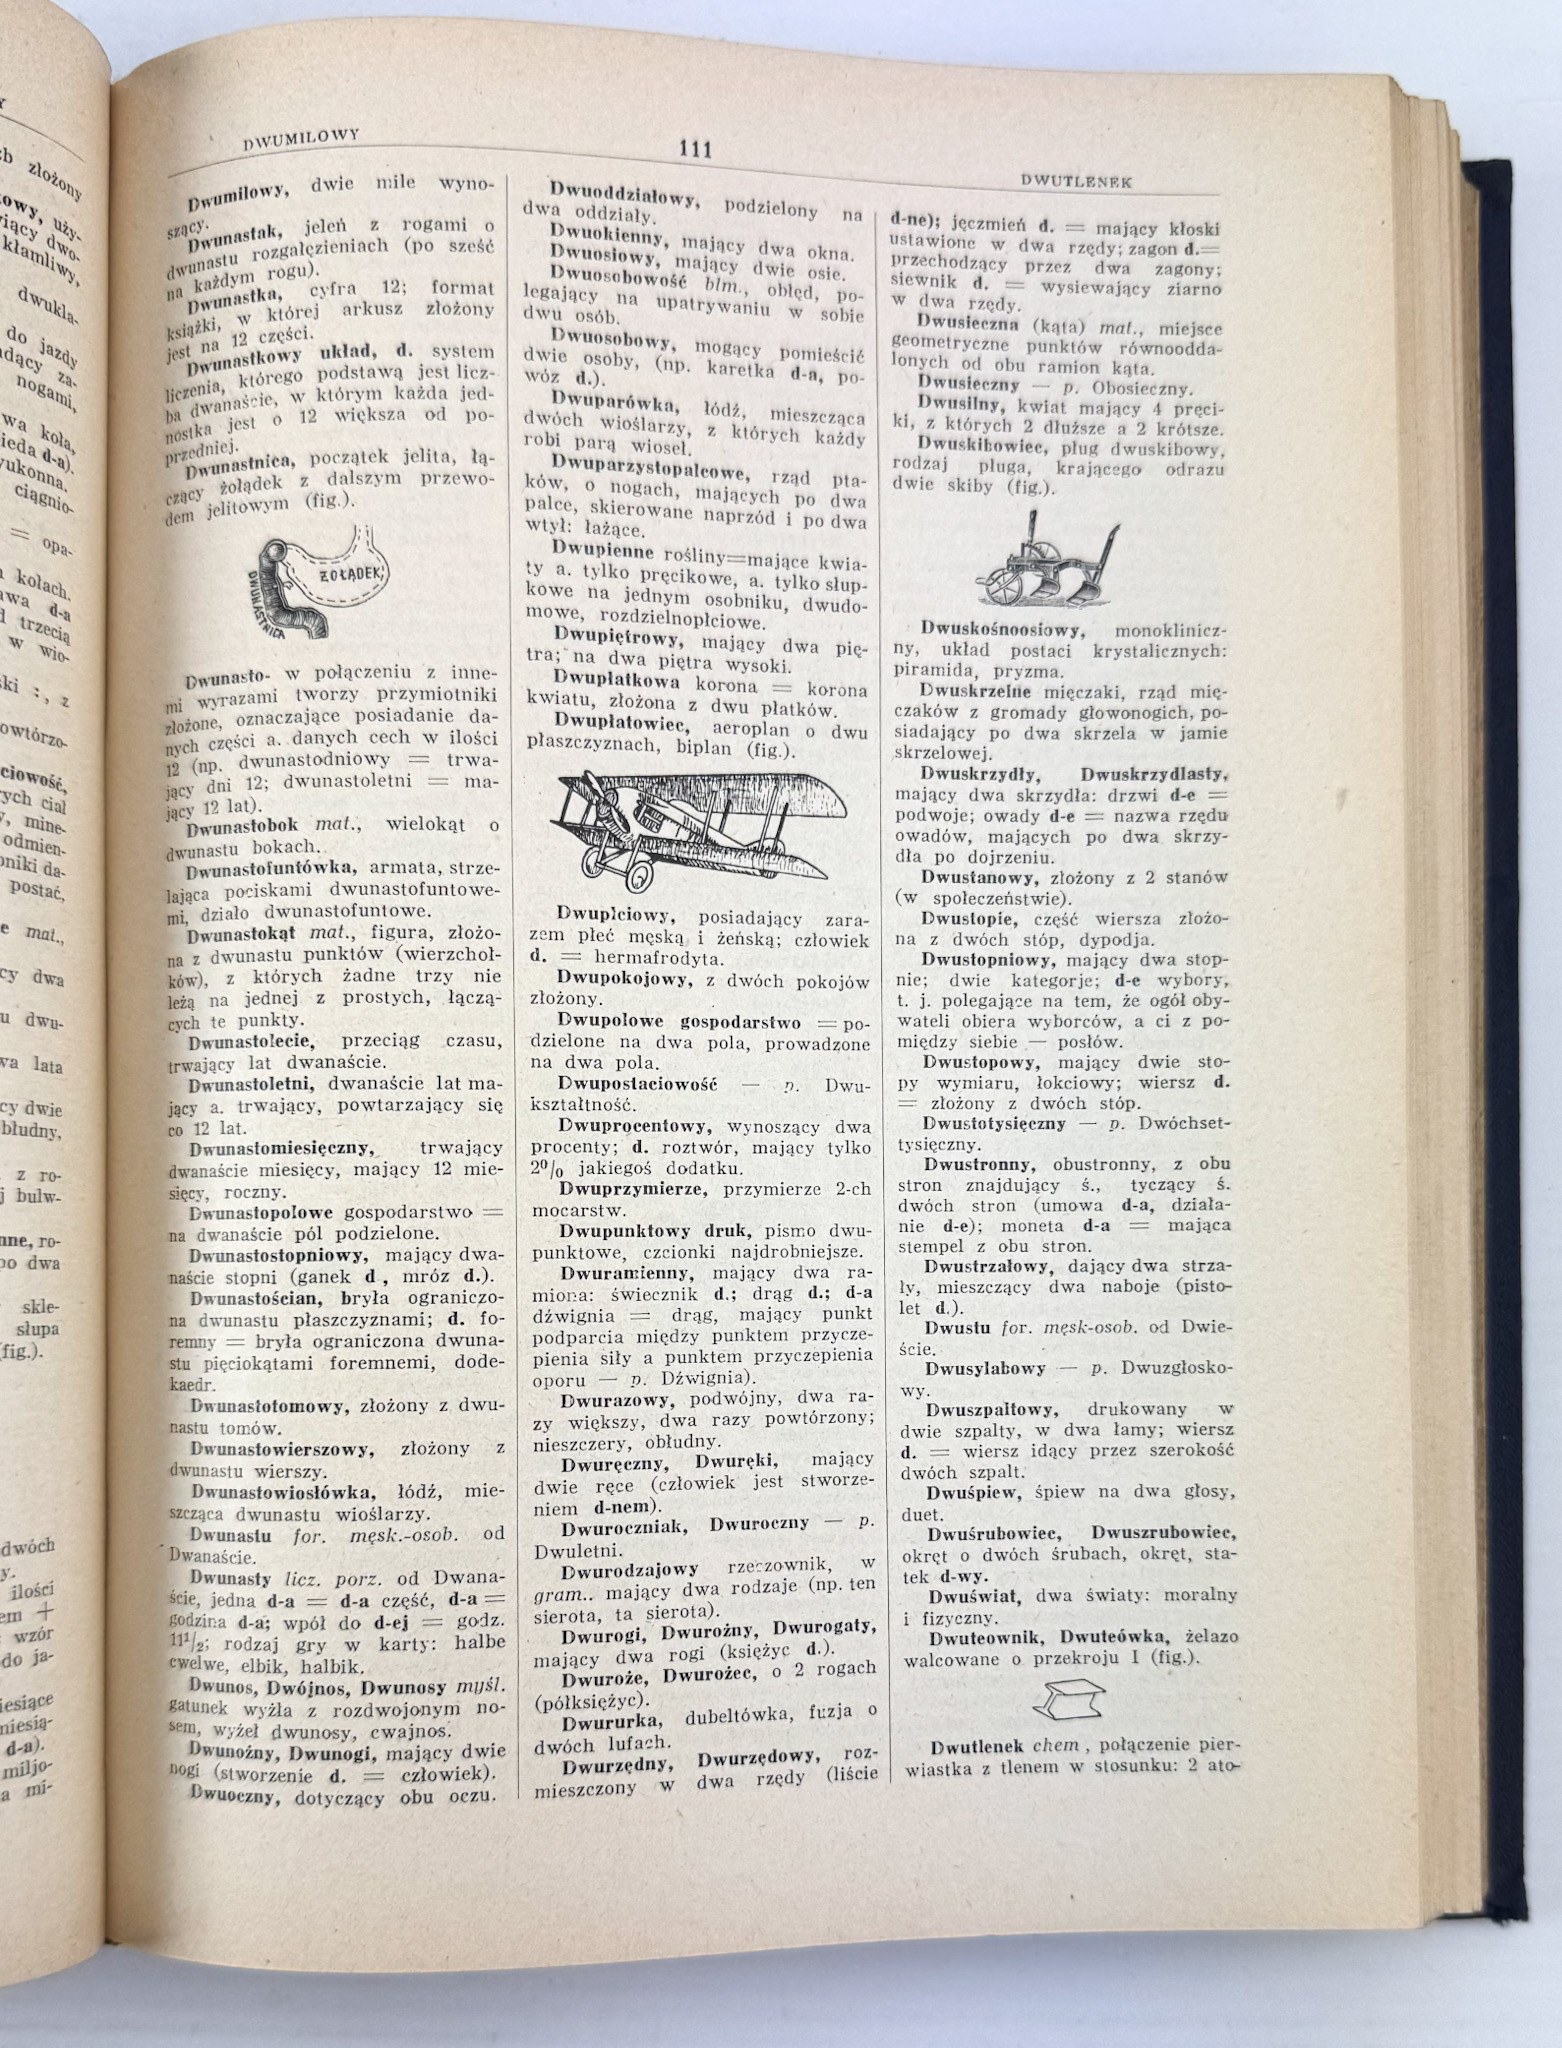 DWUMILOWY
111
DWUTLENEK
Dwumilowy, dwie mile wyno-
szący.
Dwunastak, jeleń z rogami o
dwunastu rozgałęzieniach (po sześć
na każdym rogu).
Dwunastka, cyfra 12; format
książki, w której arkusz złożony
jest na 12 części.
Dwunastkowy układ, d. system
liczenia, którego podstawą jest licz-
ba dwanaście, w którym każda jed-
nostka jest o 12 większa od po-
przedniej.
Dwunastnica, początek jelita, łą-
czący żołądek z dalszym przewo-
dem jelitowym (fig.).
ŻOŁĄDEK
DWUNASTNICA
Dwunasto- w połączeniu z inne-
mi wyrazami tworzy przymiotniki
złożone, oznaczające posiadanie da-
nych części a. danych cech w ilości
12 (np. dwunastodniowy = trwa-
jący dni 12; dwunastoletni = ma-
jący 12 lat).
Dwunastobok mat., wielokąt o
dwunastu bokach.
Dwunastofuntówka, armata, strze-
lająca pociskami dwunastofuntowe-
mi, działo dwunastofuntowe.
Dwunastokąt mat., figura, złożo-
na z dwunastu punktów (wierzchoł-
ków), z których żadne trzy nie
leżą na jednej z prostych, łączą-
cych te punkty.
Dwunastolecie, przeciąg czasu,
trwający lat dwanaście.
Dwunastoletni, dwanaście lat ma-
jący a. trwający, powtarzający się
co 12 lat.
Dwunastomiesięczny, trwający
dwanaście miesięcy, mający 12 mie-
sięcy, roczny.
Dwunastopolowe gospodarstwo =
na dwanaście pól podzielone.
Dwunastostopniowy, mający dwa-
naście stopni (ganek d, mróz d.).
Dwunastościan, bryła ograniczo-
na dwunastu płaszczyznami; d. fo-
remny = bryła ograniczona dwuna-
stu pięciokątami foremnemi, dode-
kaedr.
Dwunastotomowy, złożony z dwu-
nastu tomów.
Dwunastowierszowy, złożony z
dwunastu wierszy.
Dwunastowiosłówka, łódź, mie-
szcząca dwunastu wioślarzy.
Dwunastu for. męsk.-osob. od
Dwanaście.
Dwunasty licz. porz. od Dwana-
ście, jedna d-a = d-a część, d-a =
godzina d-a; wpół do d-ej = godz.
11½; rodzaj gry w karty: halbe
cwelwe, elbik, halbik.
Dwunos, Dwójnos, Dwunosy myśl.
gatunek wyżła z rozdwojonym no-
sem, wyżeł dwunosy, cwajnos.
Dwunożny, Dwunogi, mający dwie
nogi (stworzenie d. = człowiek).
Dwuoczny, dotyczący obu oczu.
Dwuoddziałowy, podzielony na
dwa oddziały.
Dwuokienny, mający dwa okna.
Dwuosiowy, mający dwie osie.
Dwuosobowość blm., obłęd, po-
legający na upatrywaniu w sobie
dwu osób.
Dwuosobowy, mogący pomieścić
dwie osoby, (np. karetka d-a, po-
wóz d.).
Dwuparówka, łódź, mieszcząca
dwóch wioślarzy, z których każdy
robi parą wioseł.
Dwuparzystopalcowe, rząd pta-
ków, o nogach, mających po dwa
palce, skierowane naprzód i po dwa
wtył: łażące.
Dwupienne rośliny=mające kwia-
ty a. tylko pręcikowe, a. tylko słup-
kowe na jednym osobniku, dwudo-
mowe, rozdzielnopłciowe.
Dwupiętrowy, mający dwa pię-
tra; na dwa piętra wysoki.
Dwupłatkowa korona = korona
kwiatu, złożona z dwu płatków.
Dwupłatowiec, aeroplan o dwu
płaszczyznach, biplan (fig.).
Dwupłciowy, posiadający zara-
zem płeć męską i żeńską; człowiek
d. = hermafrodyta.
Dwupokojowy, z dwóch pokojów
złożony.
Dwupolowe gospodarstwo = po-
dzielone na dwa pola, prowadzone
na dwa pola.
Dwupostaciowość — p. Dwu-
kształtność.
Dwuprocentowy, wynoszący dwa
procenty; d. roztwór, mający tylko
2% jakiegoś dodatku.
Dwuprzymierze, przymierze 2-ch
mocarstw.
Dwupunktowy druk, pismo dwu-
punktowe, czcionki najdrobniejsze.
Dwuramienny, mający dwa ra-
miona: świecznik d.; drąg d.; d-a
dźwignia = drąg, mający punkt
podparcia między punktem przycze-
pienia siły a punktem przyczepienia
oporu — p. Dźwignia).
Dwurazowy, podwójny, dwa ra-
zy większy, dwa razy powtórzony;
nieszczery, obłudny.
Dwuręczny, Dwuręki, mający
dwie ręce (człowiek jest stworze-
niem d-nem).
Dwuroczniak, Dwuroczny — p.
Dwuletni.
Dwurodzajowy rzeczownik, w
gram.. mający dwa rodzaje (np. ten
sierota, ta sierota).
Dwurogi, Dwurożny, Dwurogaty,
mający dwa rogi (księżyc d.).
Dwuroże, Dwurożec, o 2 rogach
(półksiężyc).
Dwururka, dubeltówka, fuzja o
dwóch lufach.
Dwurzędny, Dwurzędowy, roz-
mieszczony w dwa rzędy (liście
d-ne); jęczmień d. = mający kłoski
ustawione w dwa rzędy; zagon d.=
przechodzący przez dwa zagony;
siewnik d. = wysiewający ziarno
w dwa rzędy.
Dwusieczna (kąta) mat., miejsce
geometryczne punktów równoodda-
lonych od obu ramion kąta.
Dwusieczny — p. Obosieczny.
Dwusilny, kwiat mający 4 pręci-
ki, z których 2 dłuższe a 2 krótsze.
Dwuskibowiec, pług dwuskibowy,
rodzaj pługa, krającego odrazu
dwie skiby (fig.).
Dwuskośnoosiowy, monoklinicz-
ny, układ postaci krystalicznych:
piramida, pryzma.
Dwuskrzelne mięczaki, rząd mię-
czaków z gromady głowonogich, po-
siadający po dwa skrzela w jamie
skrzelowej.
Dwuskrzydły, Dwuskrzydlasty,
mający dwa skrzydła: drzwi d-e =
podwoje; owady d-e = nazwa rzędu
owadów, mających po dwa skrzy-
dła po dojrzeniu.
Dwustanowy, złożony z 2 stanów
(w społeczeństwie).
Dwustopie, część wiersza złożo-
na z dwóch stóp, dypodja.
Dwustopniowy, mający dwa stop-
nie; dwie kategorje; d-e wybory,
t. j. polegające na tem, że ogół oby-
wateli obiera wyborców, a ci z po-
między siebie — posłów.
Dwustopowy, mający dwie sto-
py wymiaru, łokciowy; wiersz d.
= złożony z dwóch stóp.
Dwustotysięczny — p. Dwóchset-
tysięczny.
Dwustronny, obustronny, z obu
stron znajdujący ś., tyczący ś.
dwóch stron (umowa d-a, działa-
nie d-e); moneta d-a = mająca
stempel z obu stron.
Dwustrzałowy, dający dwa strza-
ły, mieszczący dwa naboje (pisto-
let d.).
Dwustu for. męsk-osob. od Dwie-
ście.
Dwusylabowy — p. Dwuzgłosko-
wy.
Dwuszpaltowy, drukowany w
dwie szpalty, w dwa łamy; wiersz
d. = wiersz idący przez szerokość
dwóch szpalt.
Dwuśpiew, śpiew na dwa głosy,
duet.
Dwuśrubowiec, Dwuszrubowiec,
okręt o dwóch śrubach, okręt, sta-
tek d-wy.
Dwuświat, dwa światy: moralny
i fizyczny.
Dwuteownik, Dwuteówka, żelazo
walcowane o przekroju I (fig.).
Dwutlenek chem, połączenie pier-
wiastka z tlenem w stosunku: 2 ato-